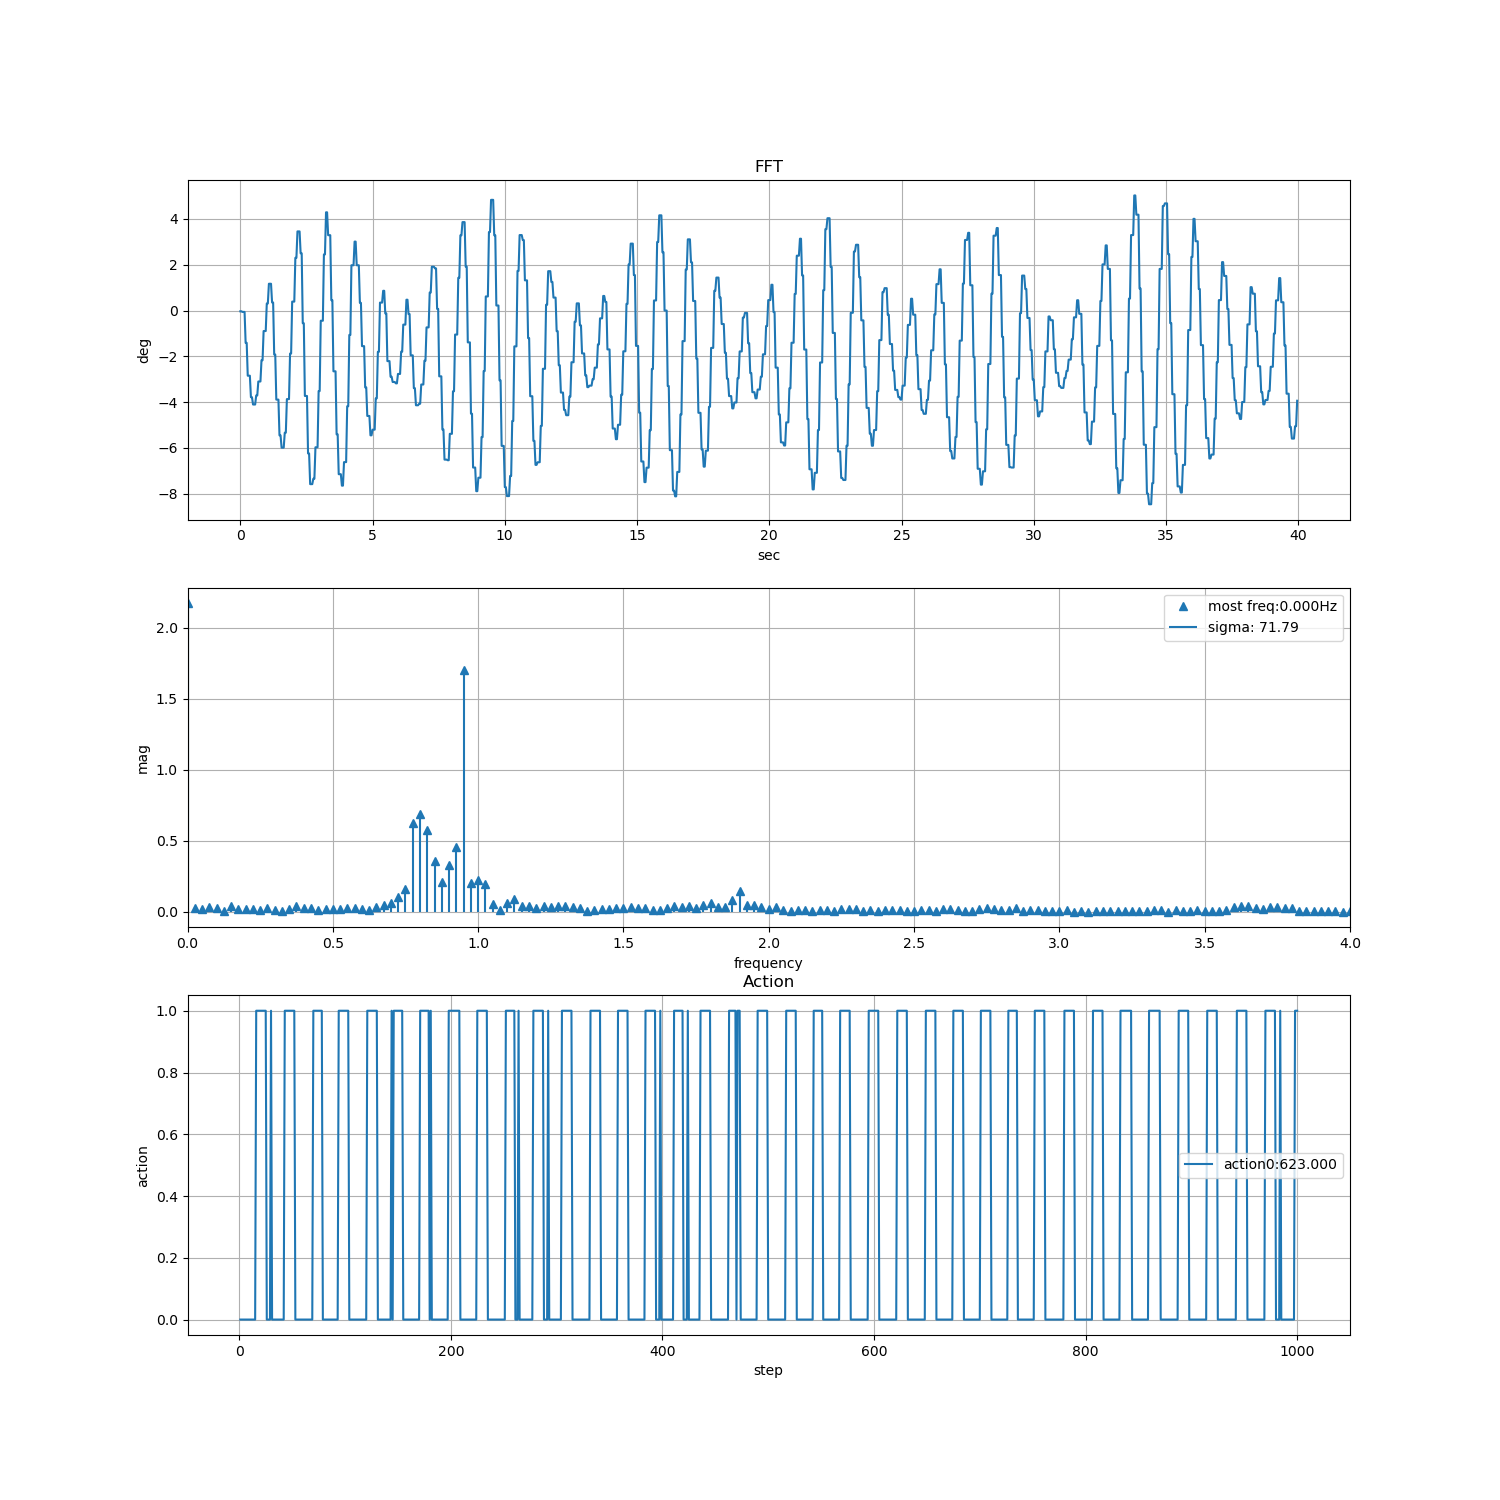 FFT
4
2
0
−2
−4
−6
−8
deg
0 5 10 15 20 25 30 35 40
sec
most freq:0.000Hz
sigma: 71.79
2.0
1.5
1.0
0.5
0.0
mag
0.0 0.5 1.0 1.5 2.0 2.5 3.0 3.5 4.0
frequency
Action
1.0
0.8
0.6
0.4
0.2
0.0
action
action0:623.000
0 200 400 600 800 1000
step